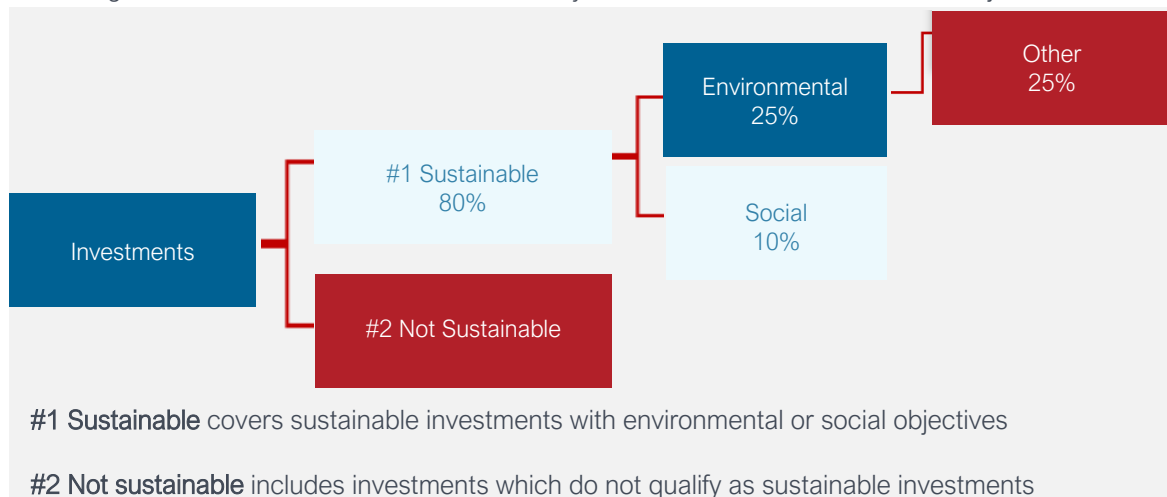 Other
25%
Environmental
25%
#1 Sustainable
80%
Social
10%
Investments
#2 Not Sustainable
#1 Sustainable covers sustainable investments with environmental or social objectives
#2 Not sustainable includes investments which do not qualify as sustainable investments